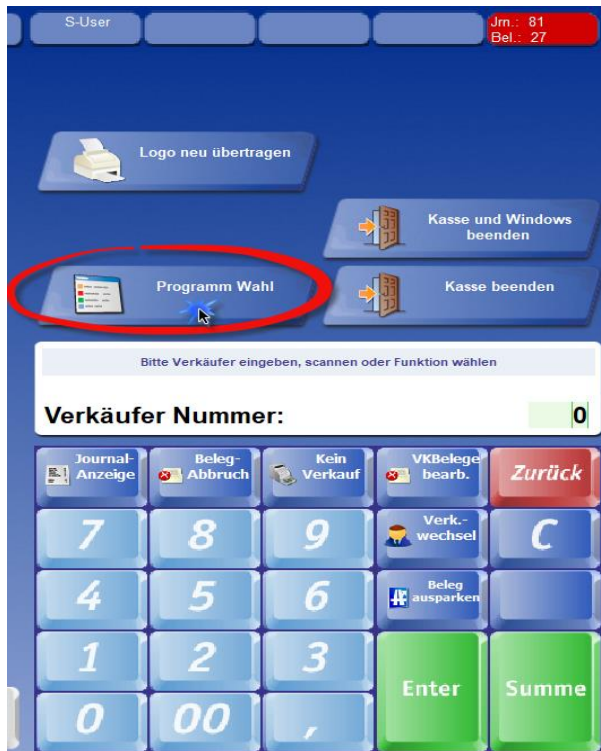 S-User
Jrn.: 81
Bel.: 27
Logo neu übertragen
Kasse und Windows
beenden
Programm Wahl
Kasse beenden
Bitte Verkäufer eingeben, scannen oder Funktion wählen
Verkäufer Nummer: 0
Journal-
Anzeige
Beleg-
Abbruch
Kein
Verkauf
VKBelege
bearb.
Zurück
7
8
9
Verk.-
wechsel
C
4
5
6
Beleg
ausparken
1
2
3
Enter
Summe
0
00
,